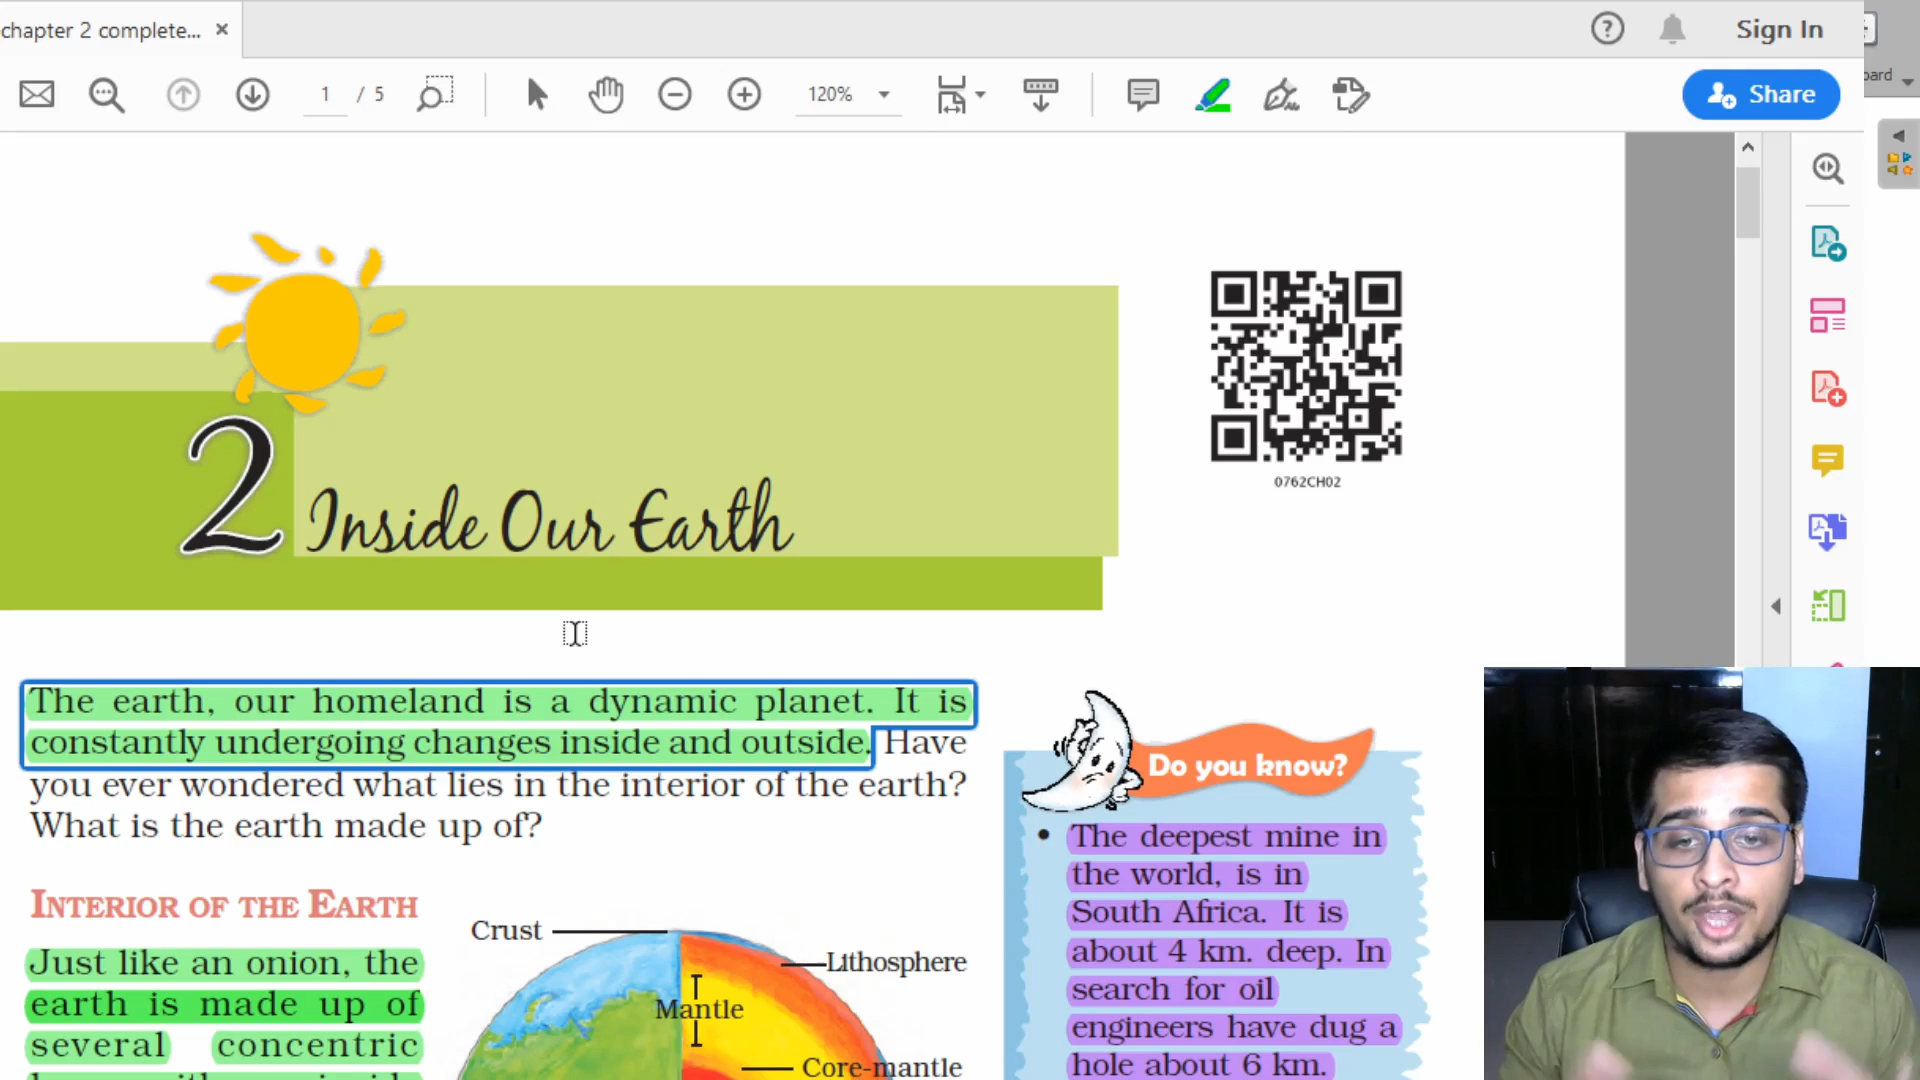 chapter 2 complete...
Sign In
1 / 5
120%
Share
oard
0762CH02
2 Inside Our Earth
The earth, our homeland is a dynamic planet. It is
constantly undergoing changes inside and outside. Have
you ever wondered what lies in the interior of the earth?
What is the earth made up of?
Do you know?
• The deepest mine in
the world, is in
South Africa. It is
about 4 km. deep. In
search for oil
engineers have dug a
hole about 6 km.
INTERIOR OF THE EARTH
Just like an onion, the
earth is made up of
several concentric
Crust
Lithosphere
Mantle
Core-mantle